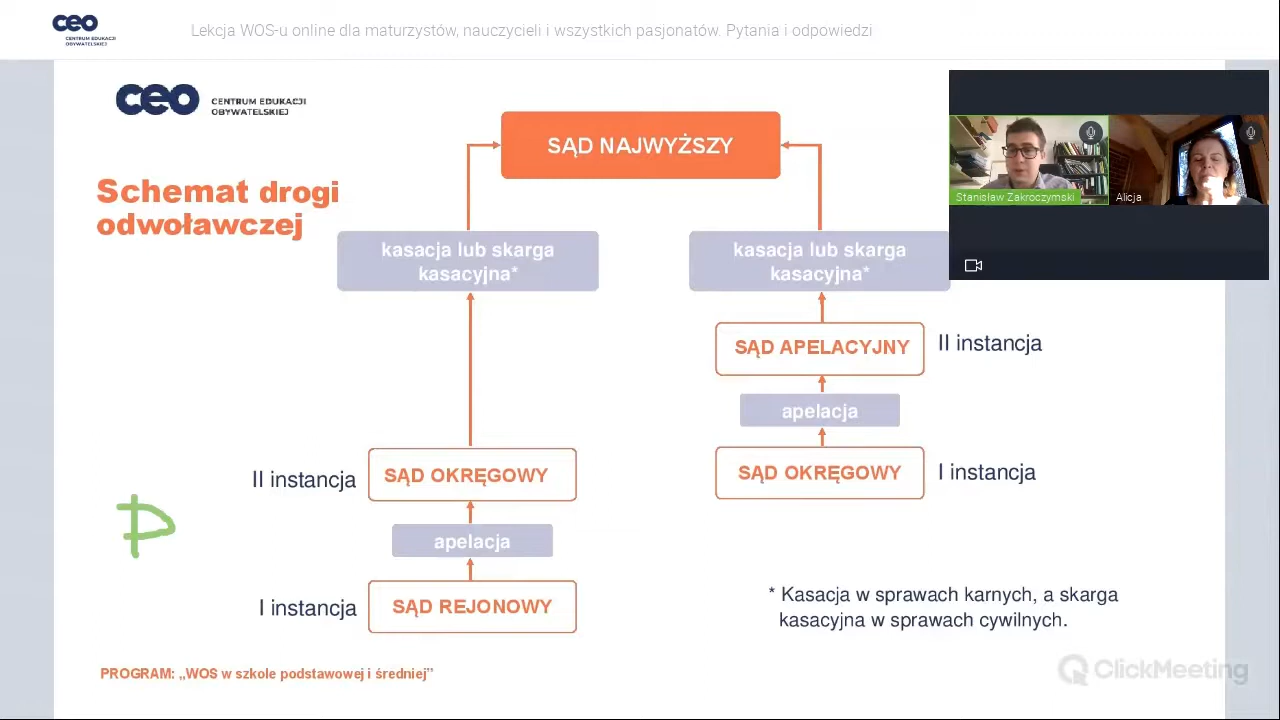 ceo
CENTRUM EDUKACJI
OBYWATELSKIEJ
Lekcja WOS-u online dla maturzystów, nauczycieli i wszystkich pasjonatów. Pytania i odpowiedzi
ceo
CENTRUM EDUKACJI
OBYWATELSKIEJ
Schemat drogi
odwoławczej
SĄD NAJWYŻSZY
Stanisław Zakroczymski
Alicja
kasacja lub skarga
kasacyjna*
kasacja lub skarga
kasacyjna*
SĄD APELACYJNY
II instancja
apelacja
SĄD OKRĘGOWY
I instancja
II instancja
SĄD OKRĘGOWY
P
apelacja
I instancja
SĄD REJONOWY
* Kasacja w sprawach karnych, a skarga
kasacyjna w sprawach cywilnych.
PROGRAM: „WOS w szkole podstawowej i średniej”
ClickMeeting